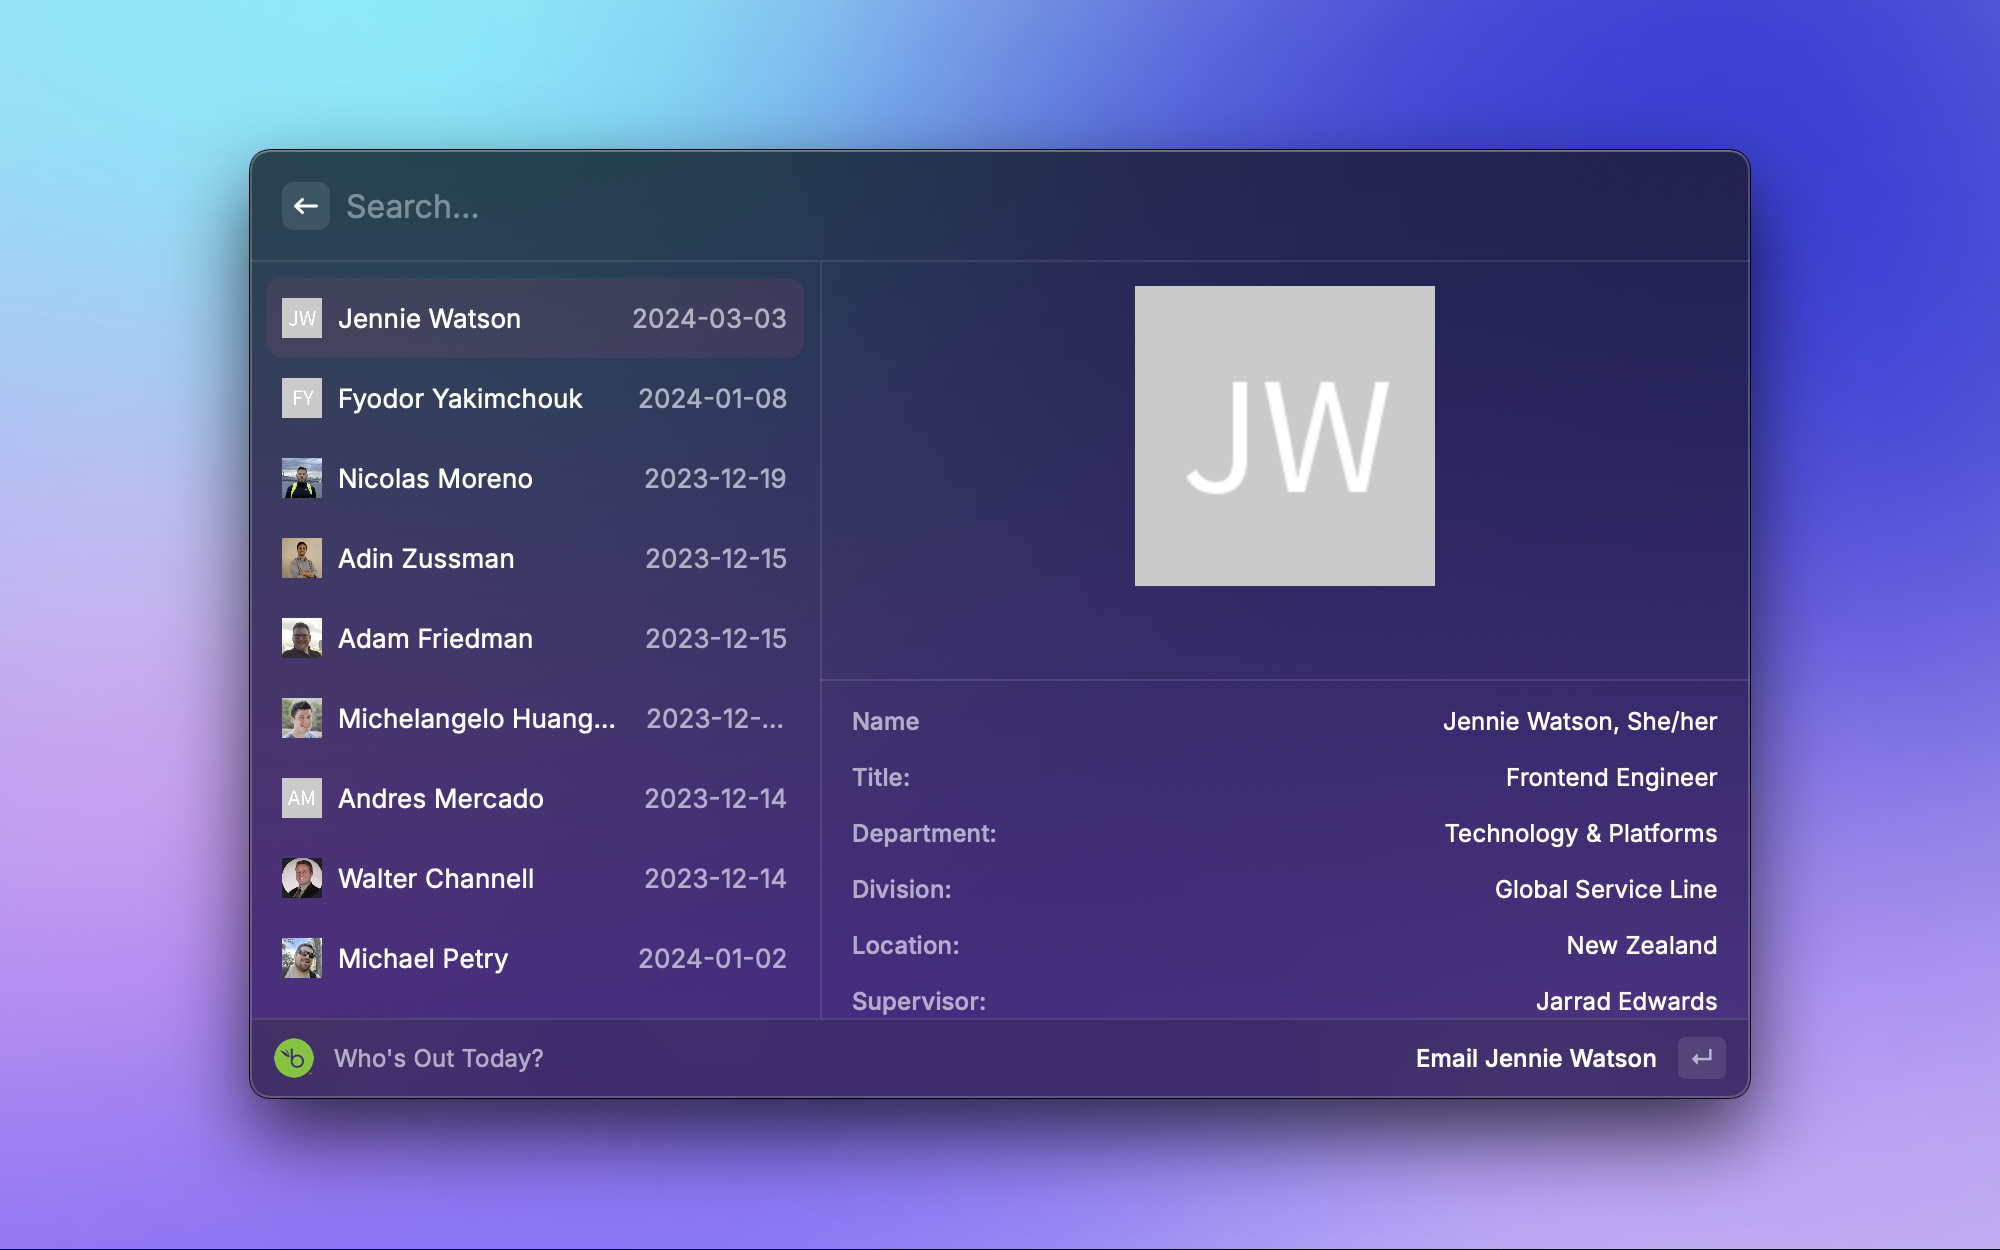 Search...
JW Jennie Watson 2024-03-03
FY Fyodor Yakimchouk 2024-01-08
Nicolas Moreno 2023-12-19
Adin Zussman 2023-12-15
Adam Friedman 2023-12-15
Michelangelo Huang... 2023-12-...
AM Andres Mercado 2023-12-14
Walter Channell 2023-12-14
Michael Petry 2024-01-02
JW
Name Jennie Watson, She/her
Title: Frontend Engineer
Department: Technology & Platforms
Division: Global Service Line
Location: New Zealand
Supervisor: Jarrad Edwards
b Who's Out Today? Email Jennie Watson